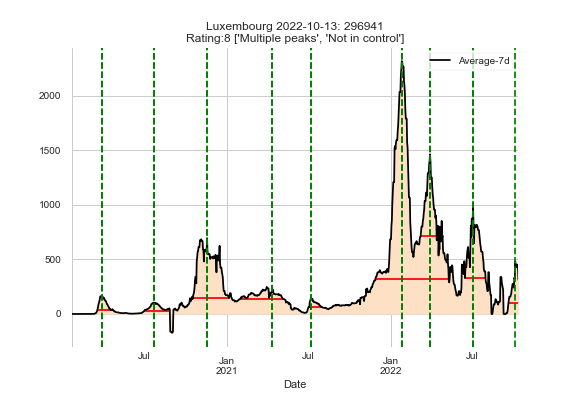 Luxembourg 2022-10-13: 296941
Rating:8 ['Multiple peaks', 'Not in control']
Average-7d
2000
1500
1000
500
0
Jul
Jan
2021
Jul
Jan
2022
Jul
Date